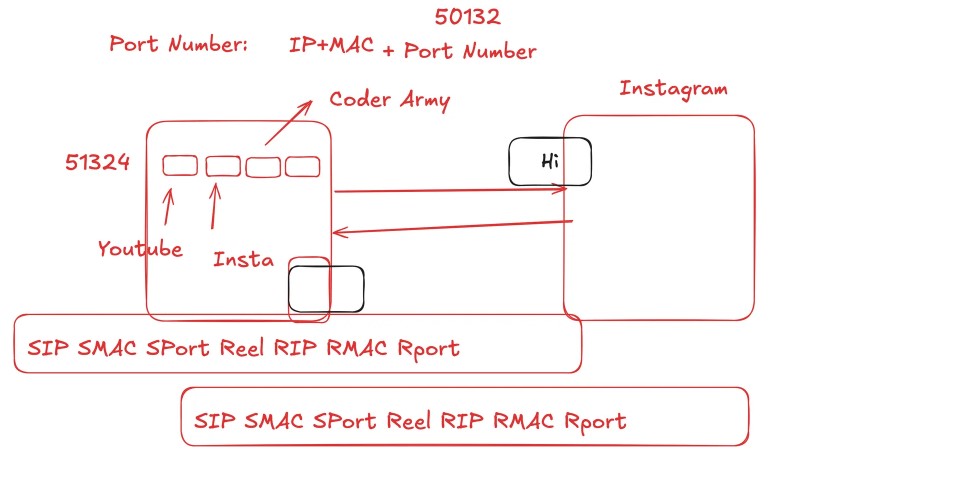 50132
Port Number: IP+MAC + Port Number
Instagram
Coder Army
Hi
51324
Youtube
Insta
SIP SMAC SPort Reel RIP RMAC Rport
SIP SMAC SPort Reel RIP RMAC Rport